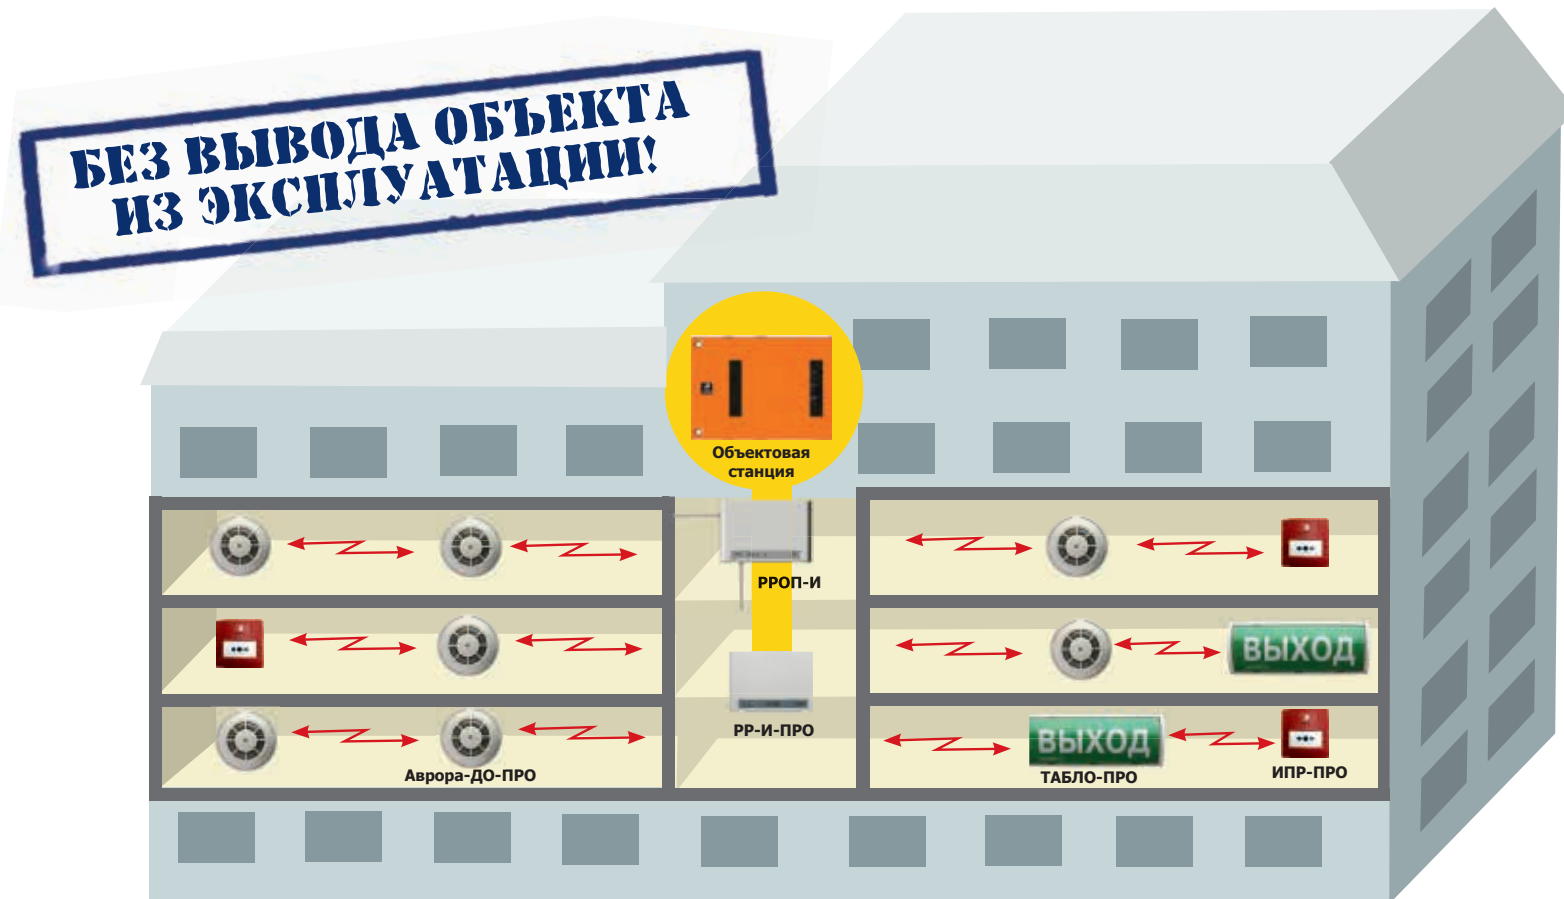 БЕЗ ВЫВОДА ОБЪЕКТА
ИЗ ЭКСПЛУАТАЦИИ!
Объектовая
станция
РРОП-И
ВЫХОД
РР-И-ПРО
ВЫХОД
Аврора-ДО-ПРО
ТАБЛО-ПРО
ИПР-ПРО